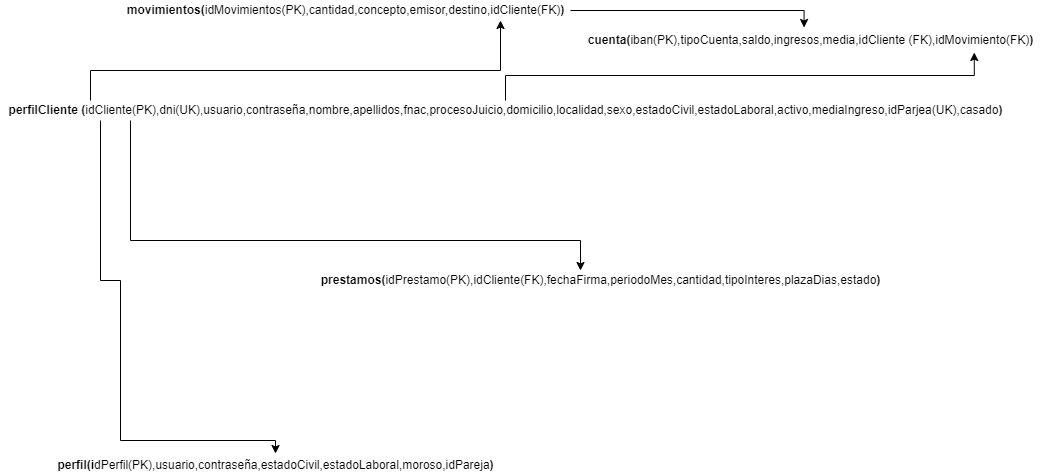 movimientos(idMovimientos(PK),cantidad,concepto,emisor,destino,idCliente(FK))
cuenta(iban(PK),tipoCuenta,saldo,ingresos,media,idCliente (FK),idMovimiento(FK))
perfilCliente (idCliente(PK),dni(UK),usuario,contraseña,nombre,apellidos,fnac,procesoJuicio,domicilio,localidad,sexo,estadoCivil,estadoLaboral,activo,mediaIngreso,idParjea(UK),casado)
prestamos(idPrestamo(PK),idCliente(FK),fechaFirma,periodoMes,cantidad,tipoInteres,plazaDias,estado)
perfil(idPerfil(PK),usuario,contraseña,estadoCivil,estadoLaboral,moroso,idPareja)